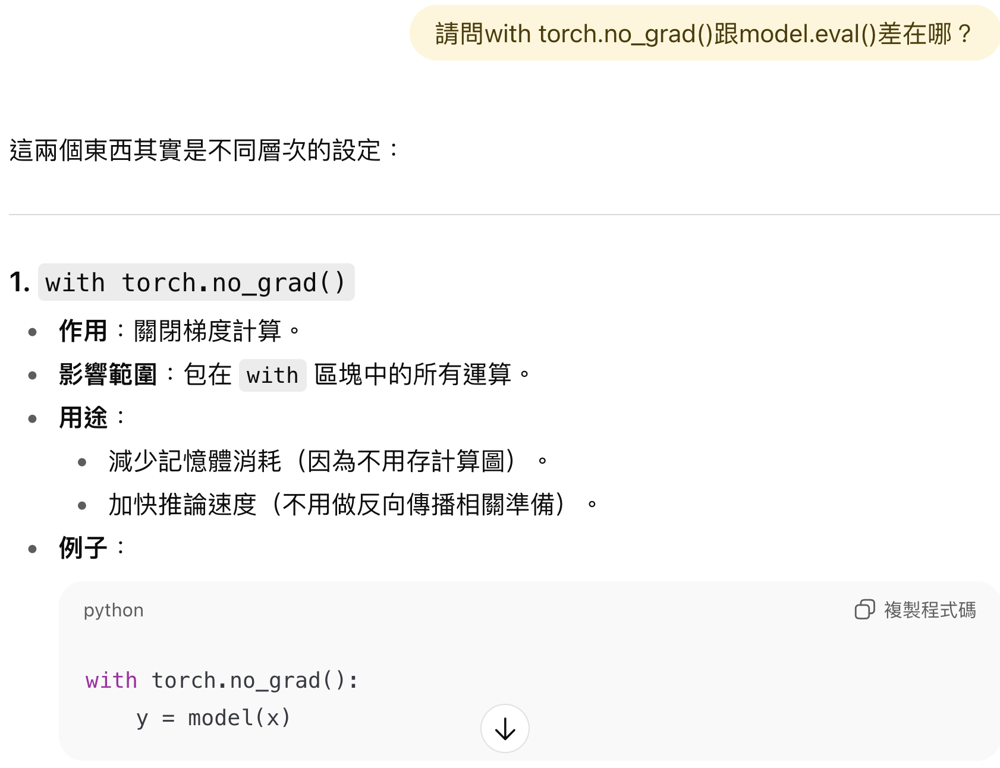 請問with torch.no_grad()跟model.eval()差在哪？
這兩個東西其實是不同層次的設定：
1. with torch.no_grad()
• 作用：關閉梯度計算。
• 影響範圍：包在 with 區塊中的所有運算。
• 用途：
• 減少記憶體消耗（因為不用存計算圖）。
• 加快推論速度（不用做反向傳播相關準備）。
• 例子：
python 複製程式碼
with torch.no_grad():
    y = model(x)